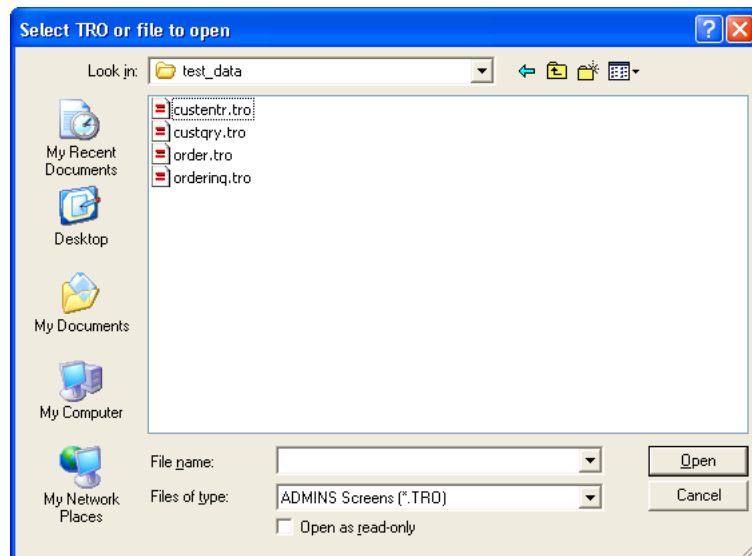 Select TRO or file to open
Look in:
test_data
custentr.tro
custqry.tro
order.tro
ordering.tro
My Recent
Documents
Desktop
My Documents
My Computer
My Network
Places
File name:
Open
Files of type:
ADMINS Screens (*.TRO)
Cancel
Open as read-only